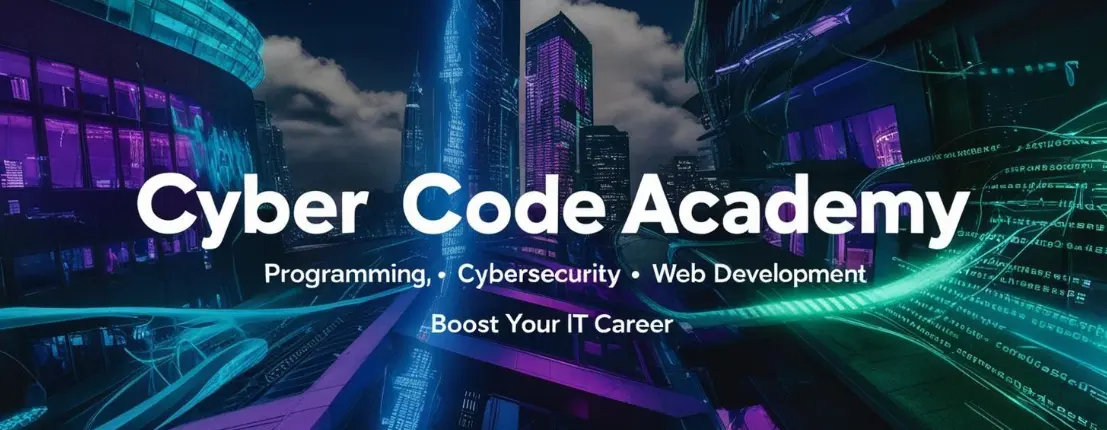 Cyber Code Academy
Programming, • Cybersecurity • Web Development
Boost Your IT Career